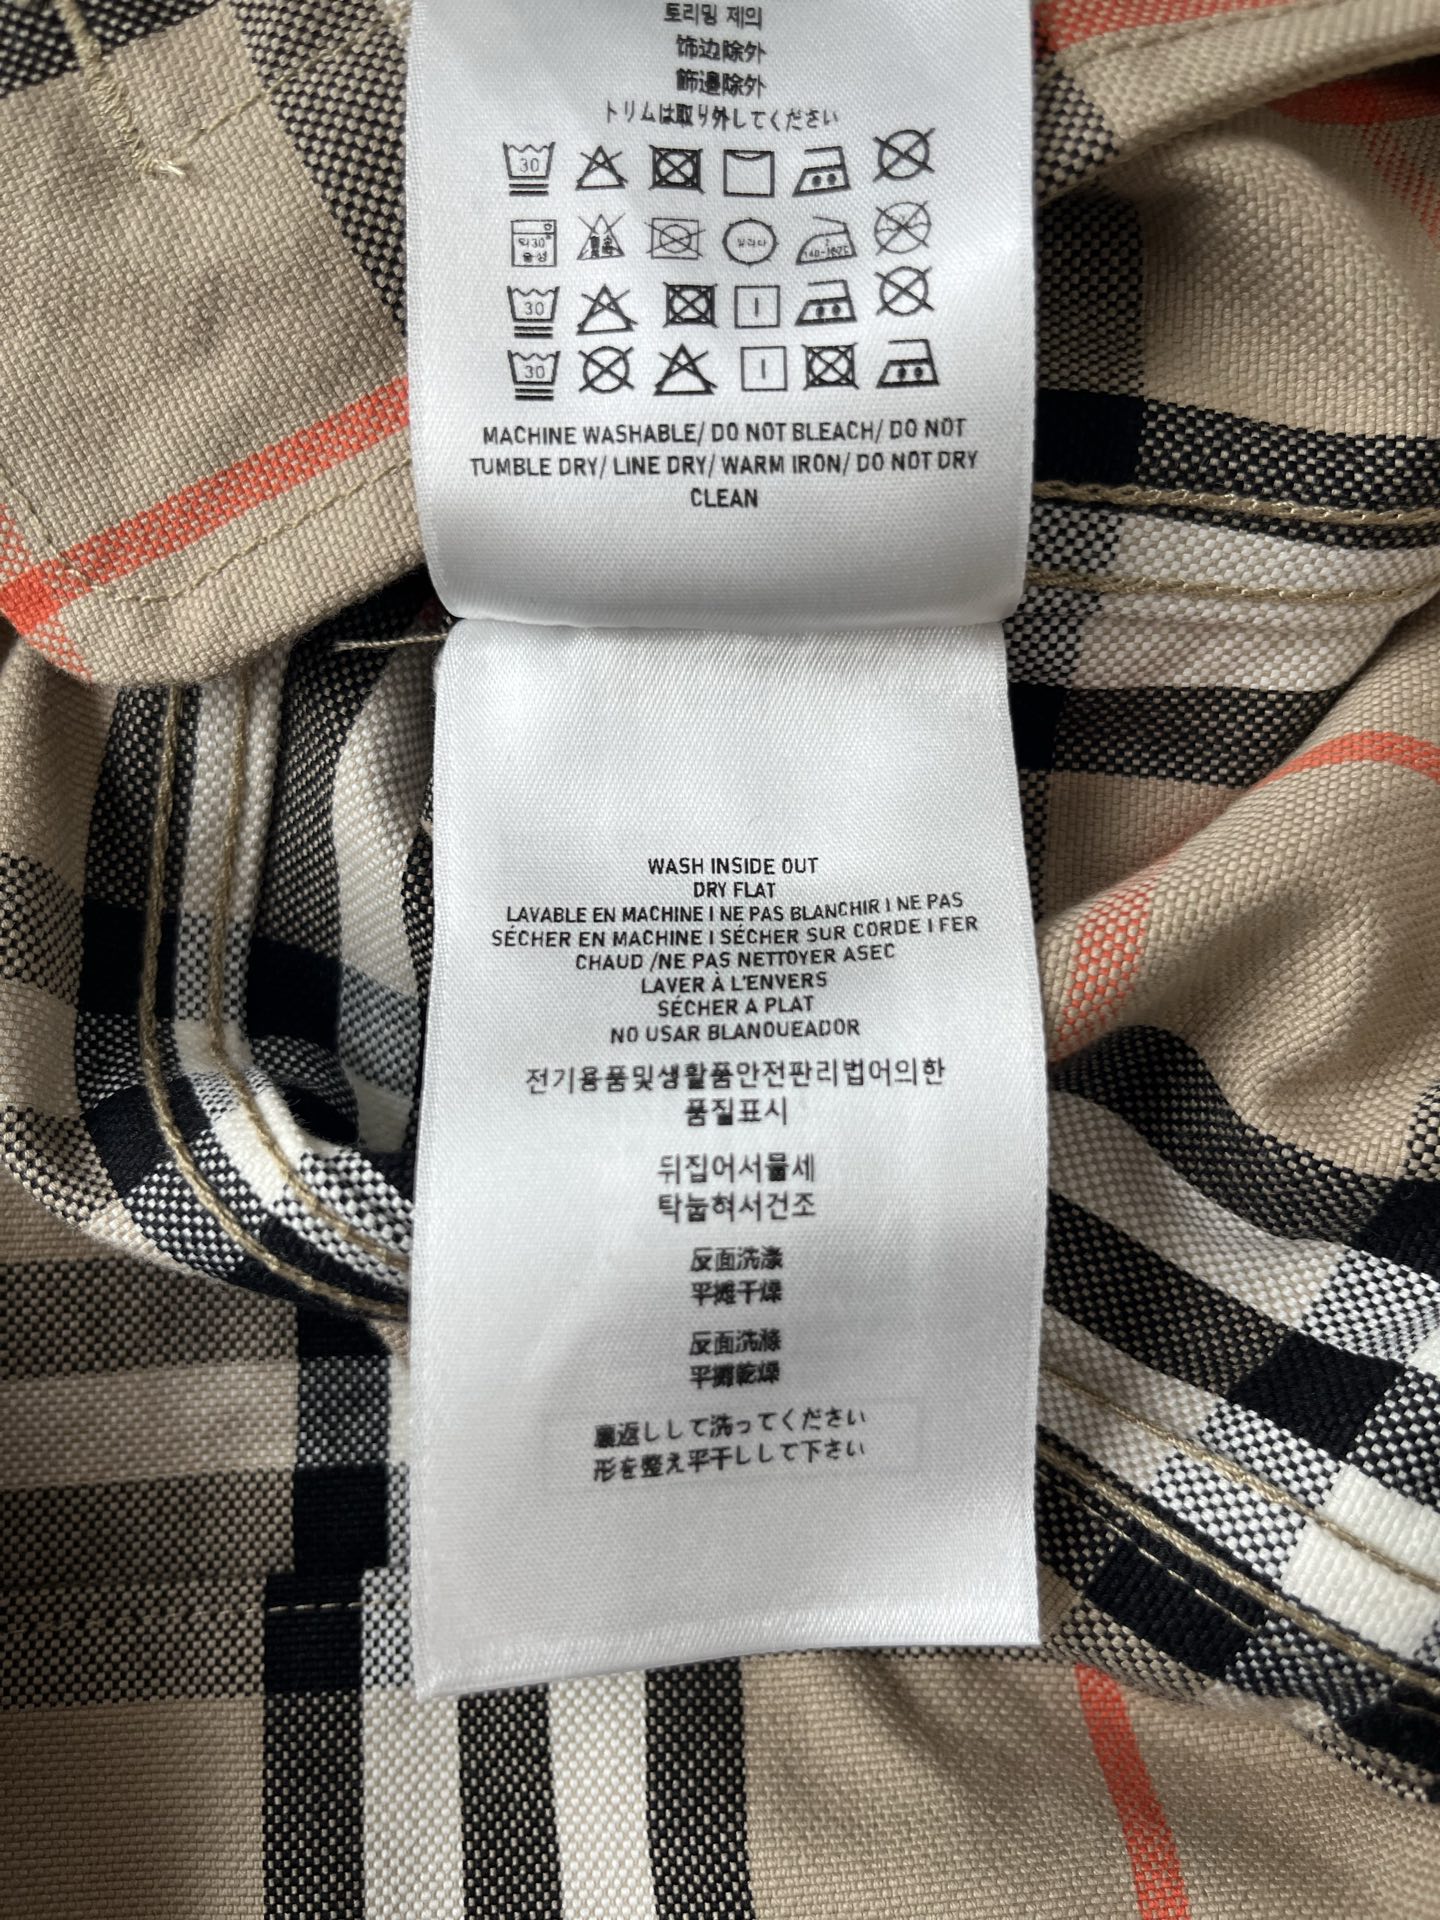 토리밍 제의
饰边除外
飾邊除外
トリムは取り外してください
30
30
30
MACHINE WASHABLE/ DO NOT BLEACH/ DO NOT
TUMBLE DRY/ LINE DRY/ WARM IRON/ DO NOT DRY
CLEAN
WASH INSIDE OUT
DRY FLAT
LAVABLE EN MACHINE I NE PAS BLANCHIR I NE PAS
SÉCHER EN MACHINE I SÉCHER SUR CORDE I FER
CHAUD /NE PAS NETTOYER ASEC
LAVER À L'ENVERS
SÉCHER A PLAT
NO USAR BLANQUEADOR
전기용품및생활품안전판리법어의한
품질표시
뒤집어서물세
탁눕혀서건조
反面洗涤
平摊干燥
反面洗滌
平攤乾燥
裏返しして洗ってください
形を整え平干しして下さい